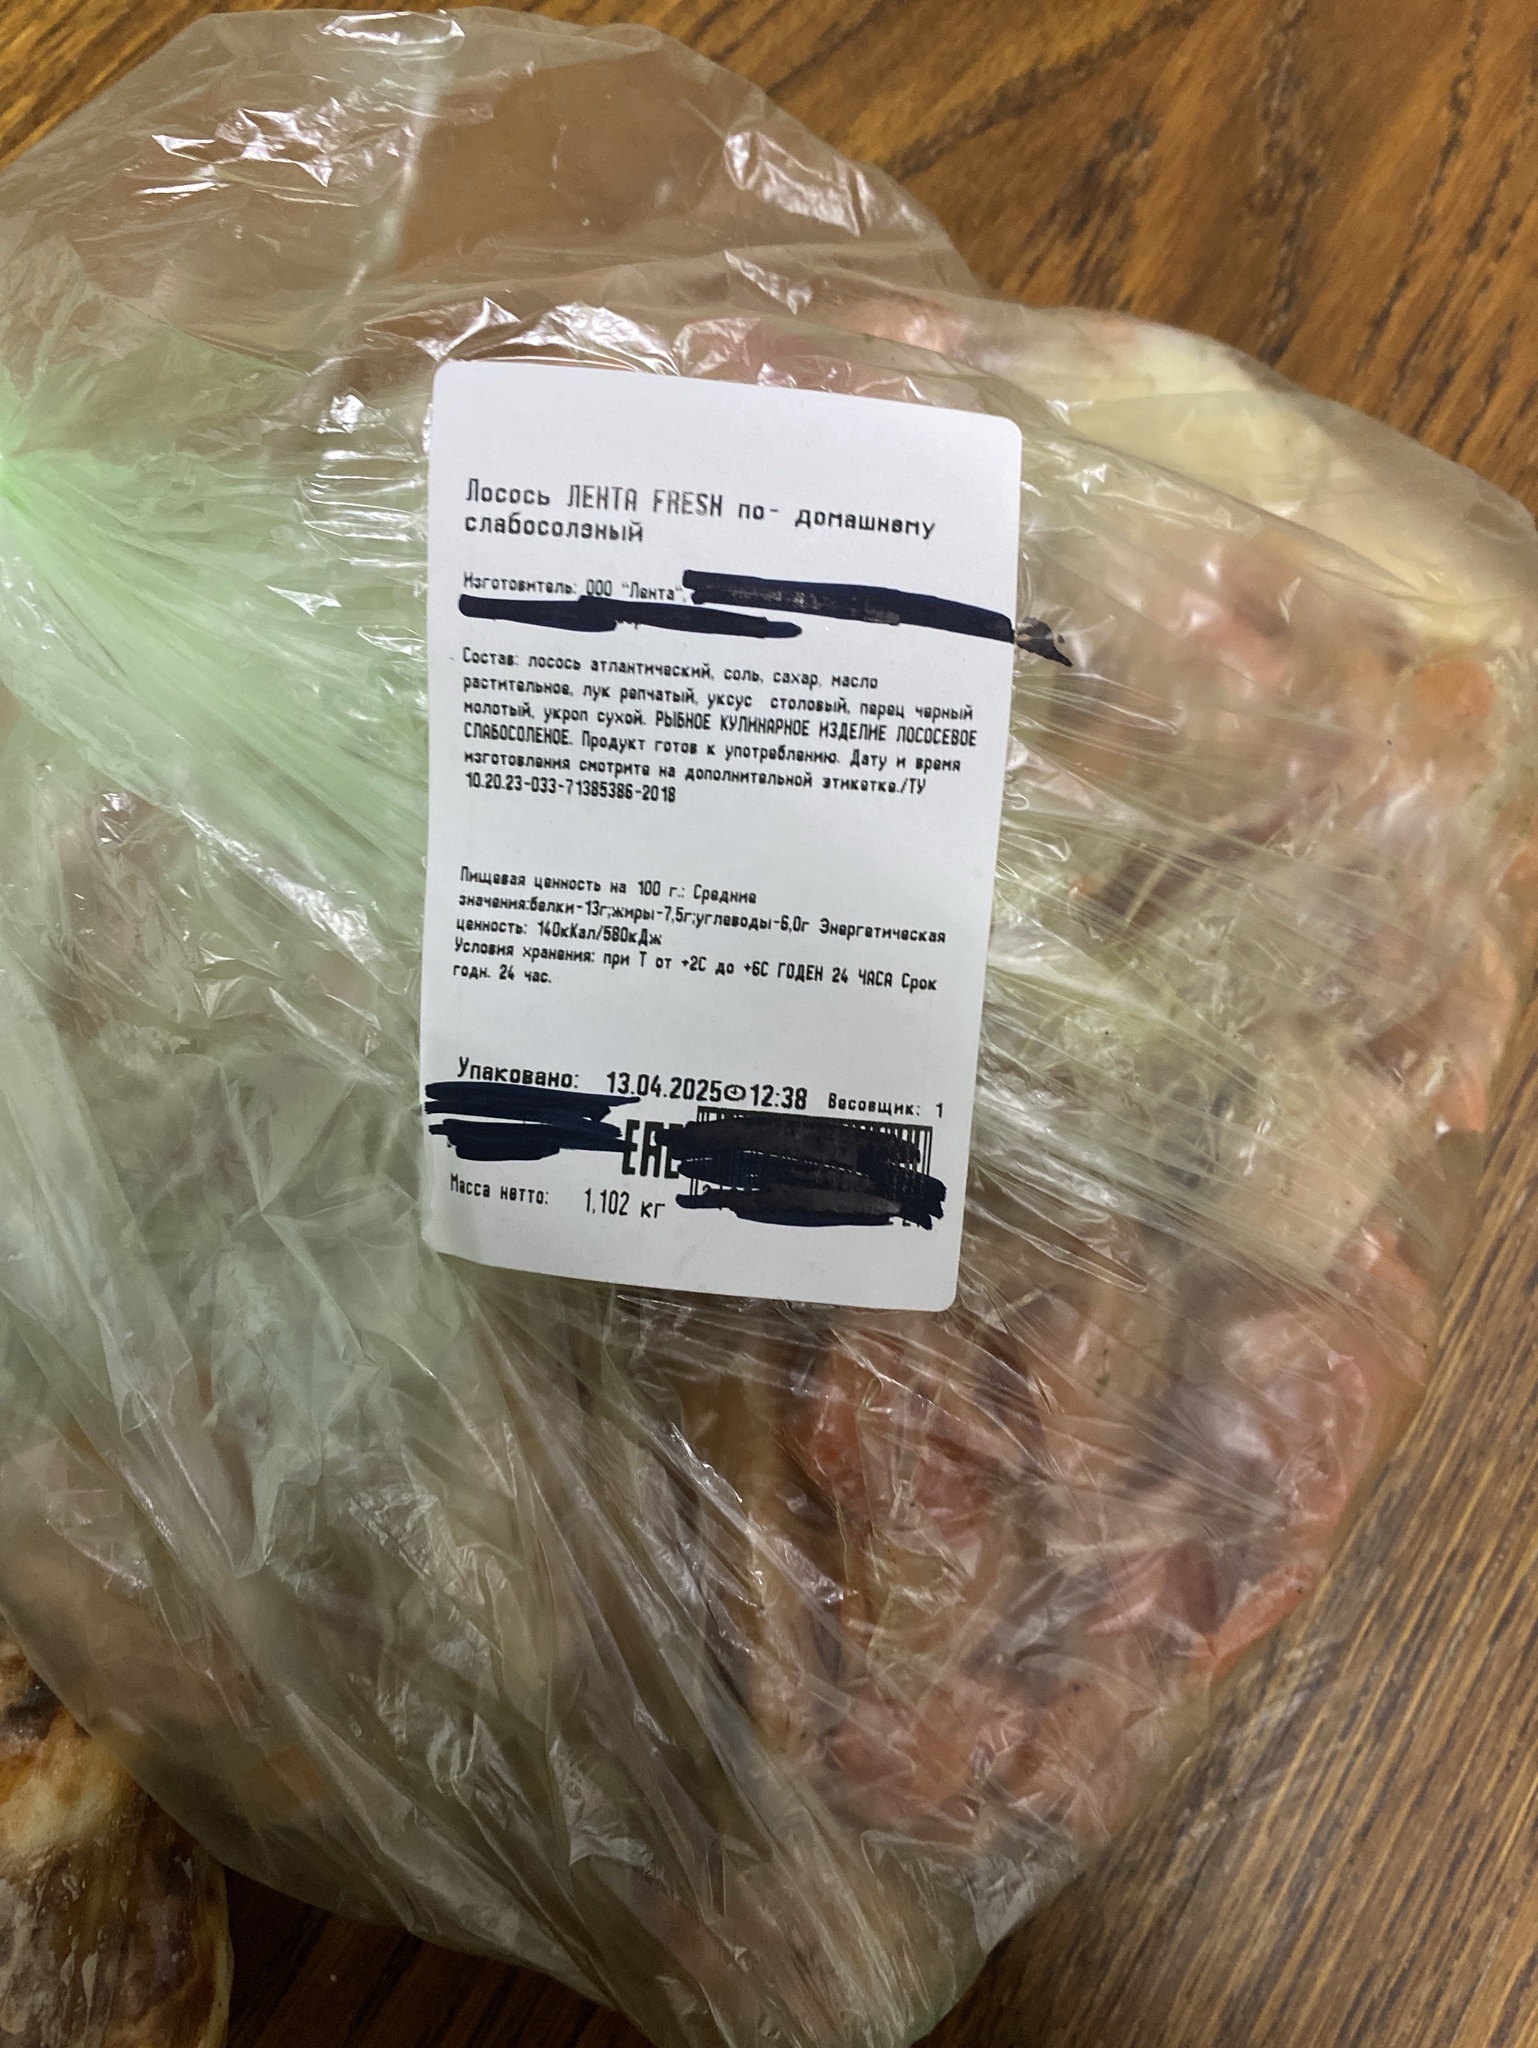 Лосось ЛЕНТА FRESH по- домашнему
слабосоленый
Изготовитель: ООО "Лента",
Состав: лосось атлантический, соль, сахар, масло
растительное, лук репчатый, уксус столовый, перец черный
молотый, укроп сухой. РЫБНОЕ КУЛИНАРНОЕ ИЗДЕЛИЕ ЛОСОСЕВОЕ
СЛАБОСОЛЕНОЕ. Продукт готов к употреблению. Дату и время
изготовления смотрите на дополнительной этикетке./ТУ
10.20.23-033-71385386-2018
Пищевая ценность на 100 г.: Средние
значения:белки-13г;жиры-7,5г;углеводы-6,0г Энергетическая
ценность: 140кКал/580кДж
Условия хранения: при Т от +2С до +6С ГОДЕН 24 ЧАСА Срок
годн. 24 час.
Упаковано: 13.04.2025 12:38 Весовщик: 1
EAC
Масса нетто: 1,102 кг